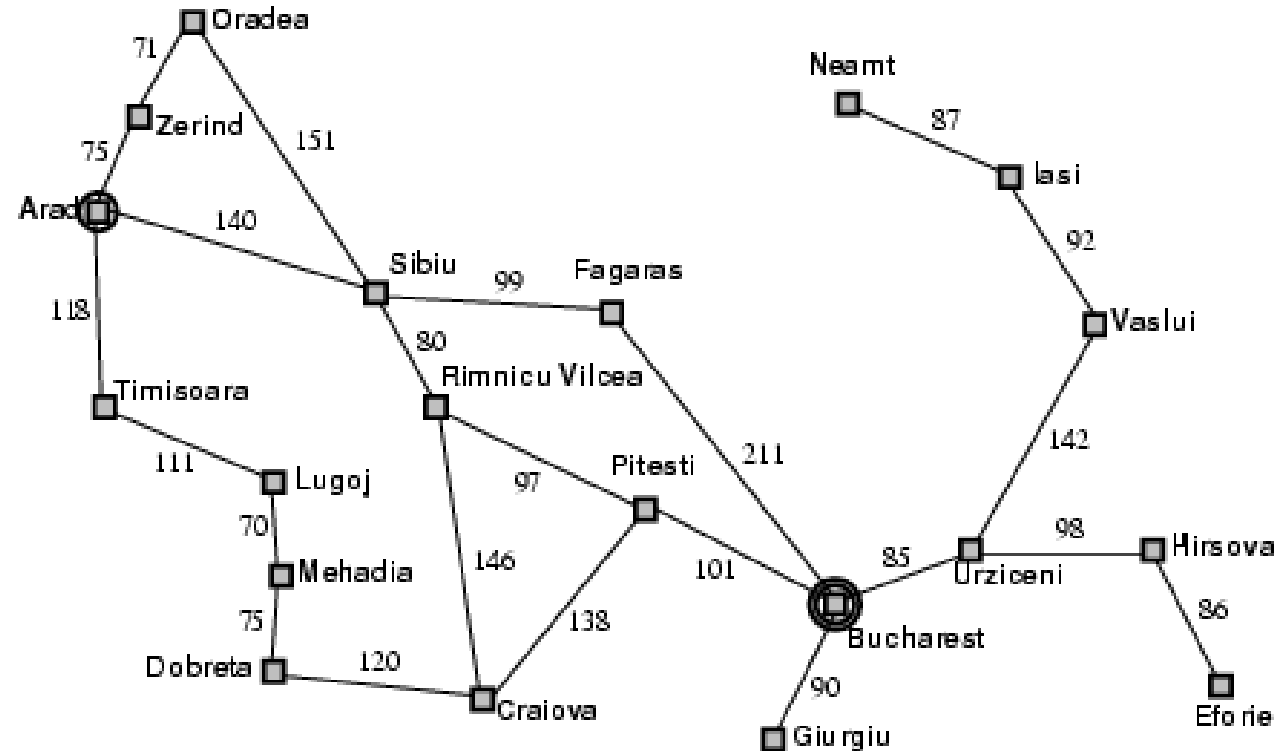 Oradea
71
Neamt
Zerind
87
151
75
Iasi
Arad
140
92
Sibiu
Fagaras
99
118
Vaslui
80
Rimnicu Vilcea
Timisoara
142
211
111
Pitesti
Lugoj
97
70
98
Hirsova
146
101
85
Mehadia
Urziceni
86
75
138
Bucharest
Dobreta
120
90
Craiova
Eforie
Giurgiu